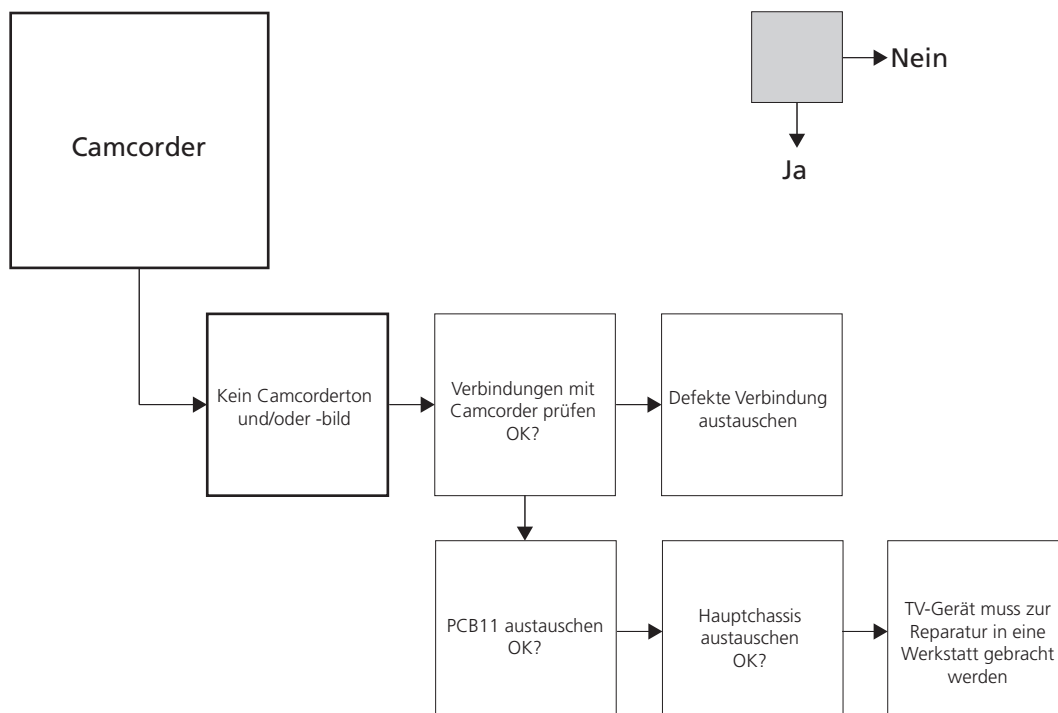 Camcorder
Nein
Ja
Kein Camcorderton
und/oder -bild
Verbindungen mit
Camcorder prüfen
OK?
Defekte Verbindung
austauschen
PCB11 austauschen
OK?
Hauptchassis
austauschen
OK?
TV-Gerät muss zur
Reparatur in eine
Werkstatt gebracht
werden